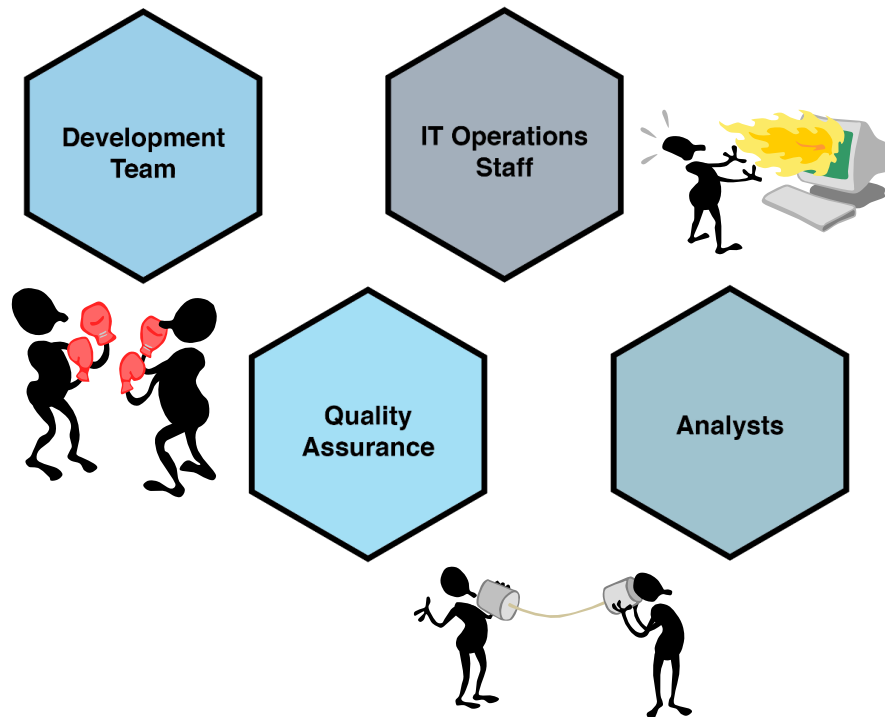 Development
Team
IT Operations
Staff
Quality
Assurance
Analysts